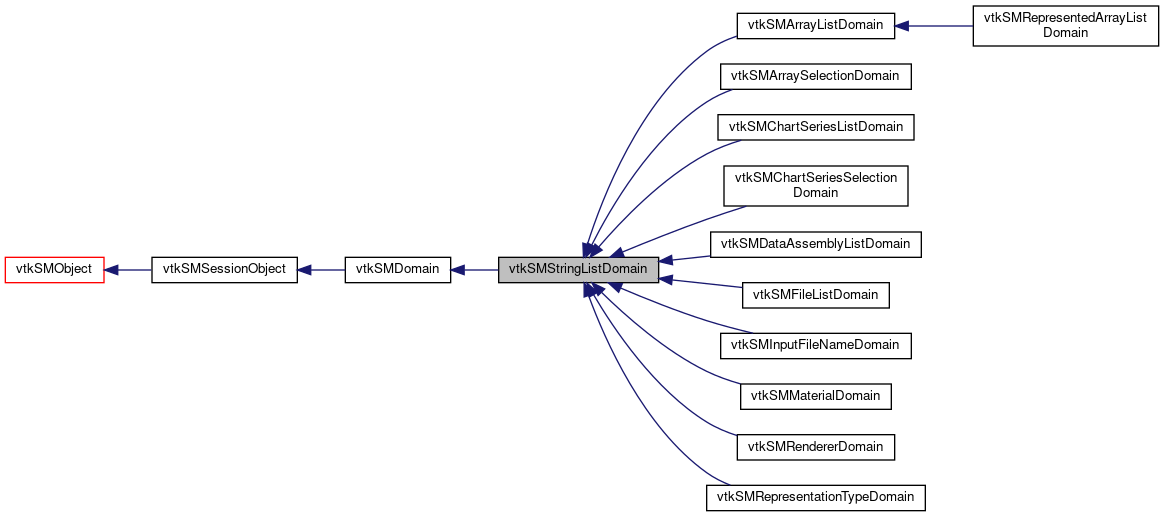 vtkSMObject
vtkSMSessionObject
vtkSMDomain
vtkSMStringListDomain
vtkSMArrayListDomain
vtkSMRepresentedArrayList
Domain
vtkSMArraySelectionDomain
vtkSMChartSeriesListDomain
vtkSMChartSeriesSelection
Domain
vtkSMDataAssemblyListDomain
vtkSMFileListDomain
vtkSMInputFileNameDomain
vtkSMMaterialDomain
vtkSMRendererDomain
vtkSMRepresentationTypeDomain